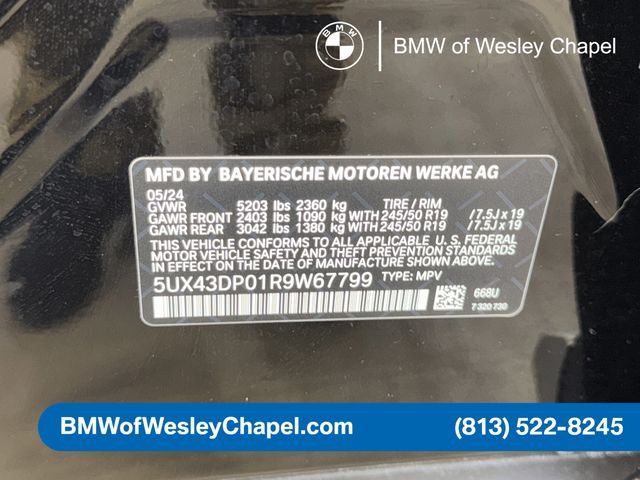 BMW
BMW of Wesley Chapel
MFD BY BAYERISCHE MOTOREN WERKE AG
05/24
GVWR 5203 lbs 2360 kg TIRE / RIM
GAWR FRONT 2403 lbs 1090 kg WITH 245/50 R19 / 7.5J x 19
GAWR REAR 3042 lbs 1380 kg WITH 245/50 R19 / 7.5J x 19
THIS VEHICLE CONFORMS TO ALL APPLICABLE U. S. FEDERAL
MOTOR VEHICLE SAFETY, BUMPER, AND THEFT PREVENTION
STANDARDS IN EFFECT ON THE DATE OF MANUFACTURE SHOWN ABOVE.
5UX43DP01R9W67799 TYPE: MPV
668U
7 320 730
BMWofWesleyChapel.com
(813) 522-8245